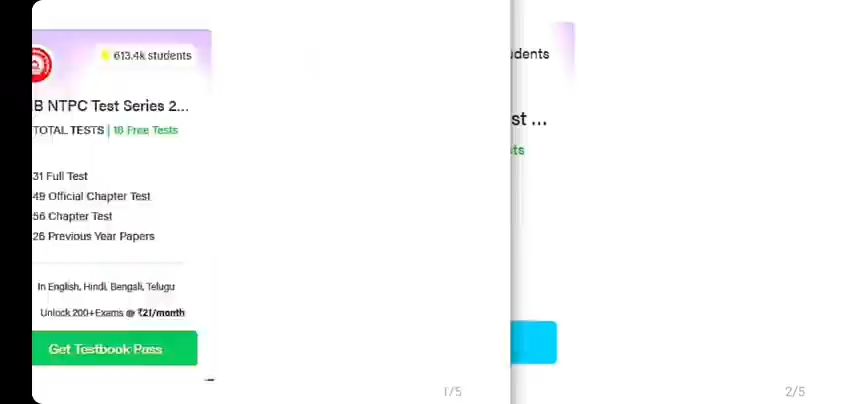 613.4k students
B NTPC Test Series 2...
TOTAL TESTS | 18 Free Tests
31 Full Test
49 Official Chapter Test
56 Chapter Test
26 Previous Year Papers
In English, Hindi, Bengali, Telugu
Unlock 200+Exams @ ₹21/month
Get Testbook Pass
1/5
udents
st ...
ts
2/5